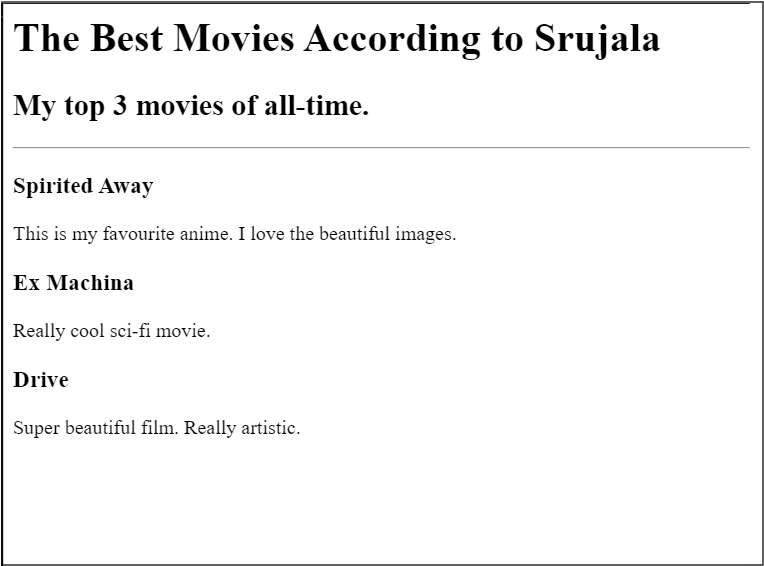 The Best Movies According to Srujala
My top 3 movies of all-time.
Spirited Away
This is my favourite anime. I love the beautiful images.
Ex Machina
Really cool sci-fi movie.
Drive
Super beautiful film. Really artistic.